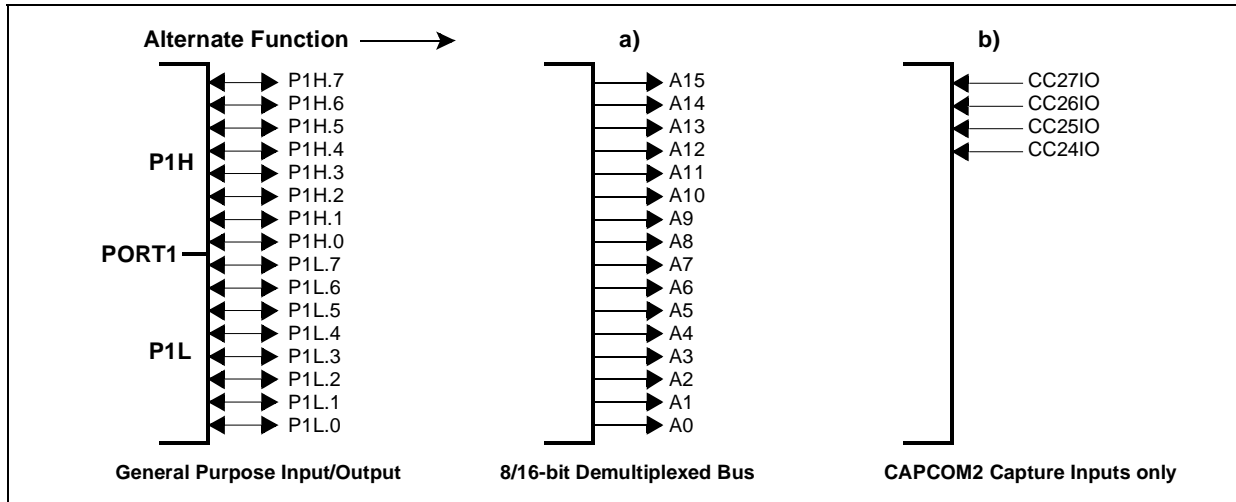 Alternate Function a) b)
P1H.7 A15 CC27IO
P1H.6 A14 CC26IO
P1H.5 A13 CC25IO
P1H.4 A12 CC24IO
P1H
P1H.3 A11
P1H.2 A10
P1H.1 A9
P1H.0 A8
PORT1
P1L.7 A7
P1L.6 A6
P1L.5 A5
P1L.4 A4
P1L
P1L.3 A3
P1L.2 A2
P1L.1 A1
P1L.0 A0
General Purpose Input/Output 8/16-bit Demultiplexed Bus CAPCOM2 Capture Inputs only